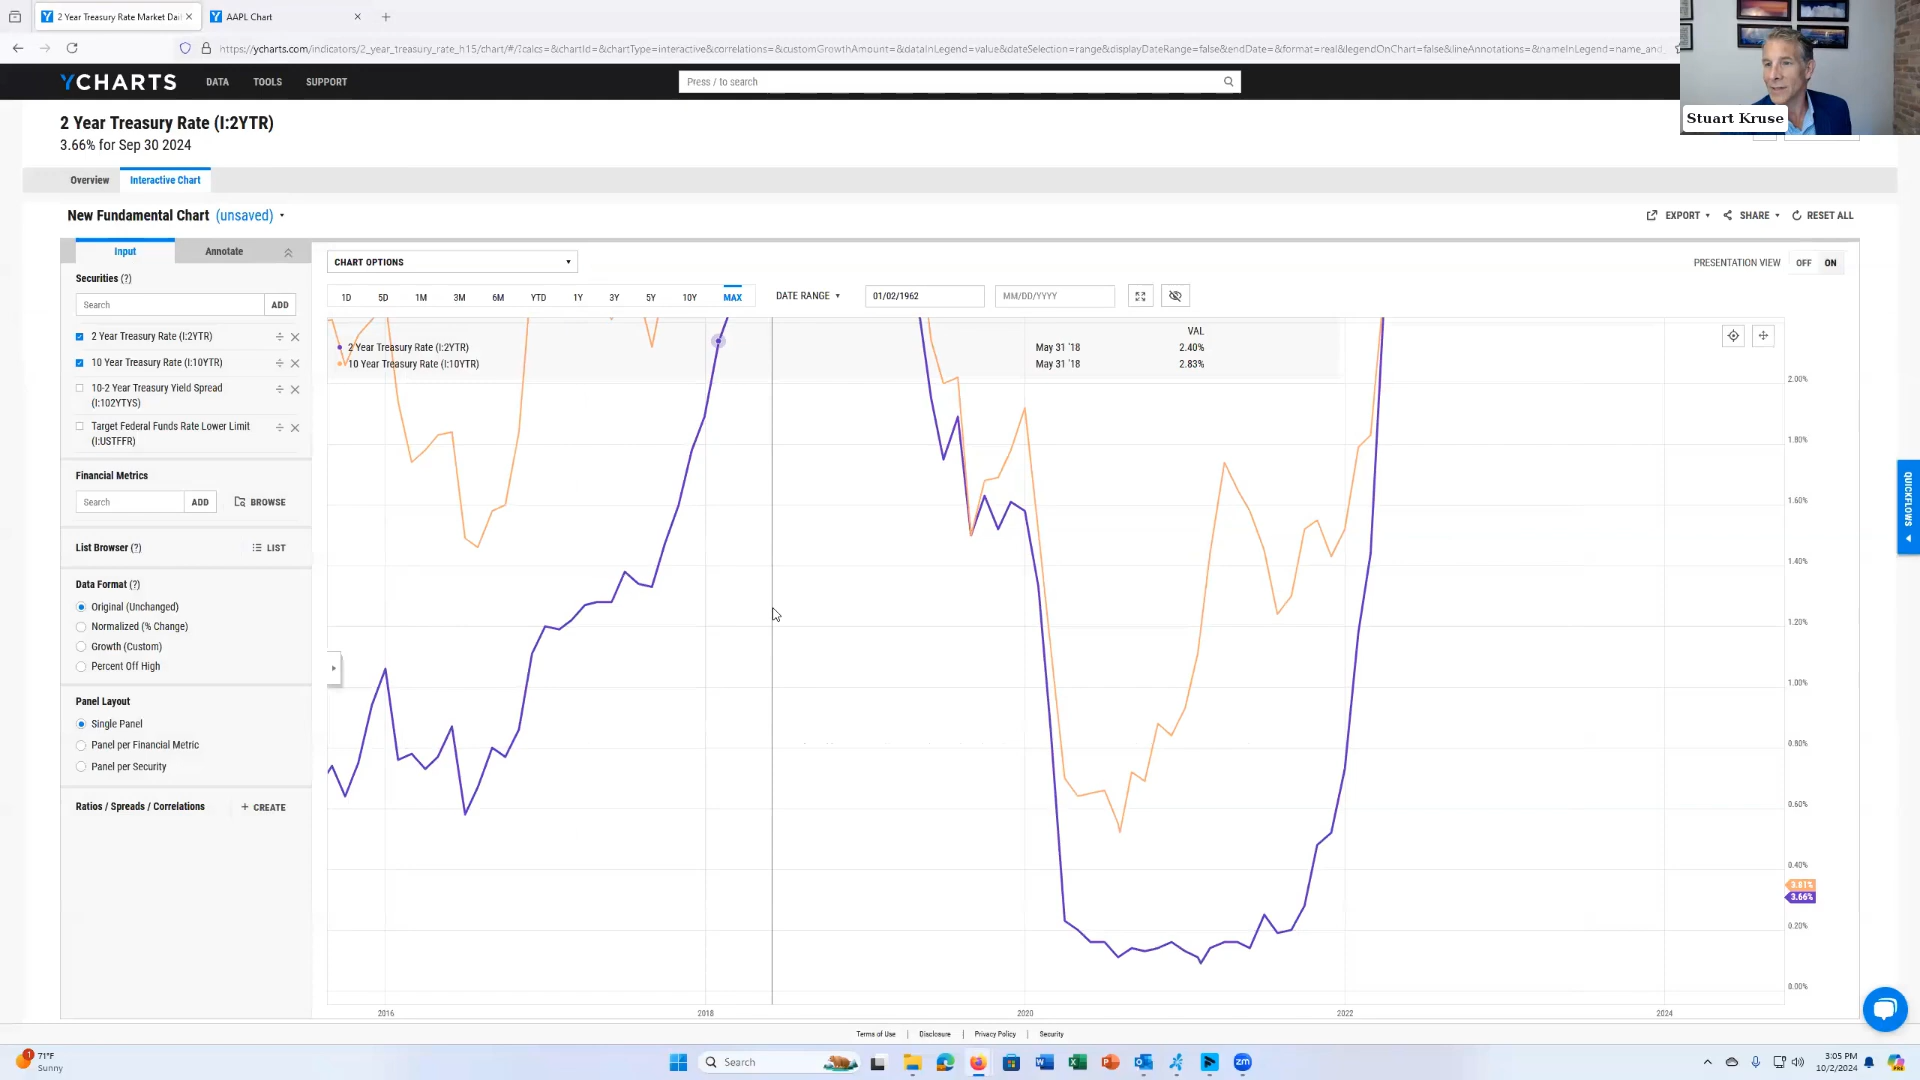 2 Year Treasury Rate Market Dai
AAPL Chart
https://ycharts.com/indicators/2_year_treasury_rate_h15/chart/#/?calcs=&chartId=&chartType=interactive&correlations=&customGrowthAmount=&dataInLegend=value&dateSelection=range&displayDateRange=false&endDate=&format=real&legendOnChart=false&lineAnnotations=&nameInLegend=name_and_
YCHARTS
DATA
TOOLS
SUPPORT
Press / to search
Stuart Kruse
2 Year Treasury Rate (I:2YTR)
3.66% for Sep 30 2024
Overview
Interactive Chart
New Fundamental Chart (unsaved)
EXPORT
SHARE
RESET ALL
Input
Annotate
CHART OPTIONS
PRESENTATION VIEW OFF ON
Securities (?)
Search ADD
1D 5D 1M 3M 6M YTD 1Y 3Y 5Y 10Y MAX
DATE RANGE
01/02/1962
MM/DD/YYYY
2 Year Treasury Rate (I:2YTR)
10 Year Treasury Rate (I:10YTR)
10-2 Year Treasury Yield Spread
(I:102YTYS)
Target Federal Funds Rate Lower Limit
(I:USTFFR)
Financial Metrics
Search ADD BROWSE
List Browser (?) LIST
Data Format (?)
Original (Unchanged)
Normalized (% Change)
Growth (Custom)
Percent Off High
Panel Layout
Single Panel
Panel per Financial Metric
Panel per Security
Ratios / Spreads / Correlations CREATE
VAL
2 Year Treasury Rate (I:2YTR) May 31 '18 2.40%
10 Year Treasury Rate (I:10YTR) May 31 '18 2.83%
2.00%
1.80%
1.60%
1.40%
1.20%
1.00%
0.80%
0.60%
0.40%
3.81%
3.66%
0.20%
0.00%
2016 2018 2020 2022 2024
QUICKFLOWS
Terms of Use | Disclosure | Privacy Policy | Security
1
71°F
Sunny
Search
3:05 PM
10/2/2024